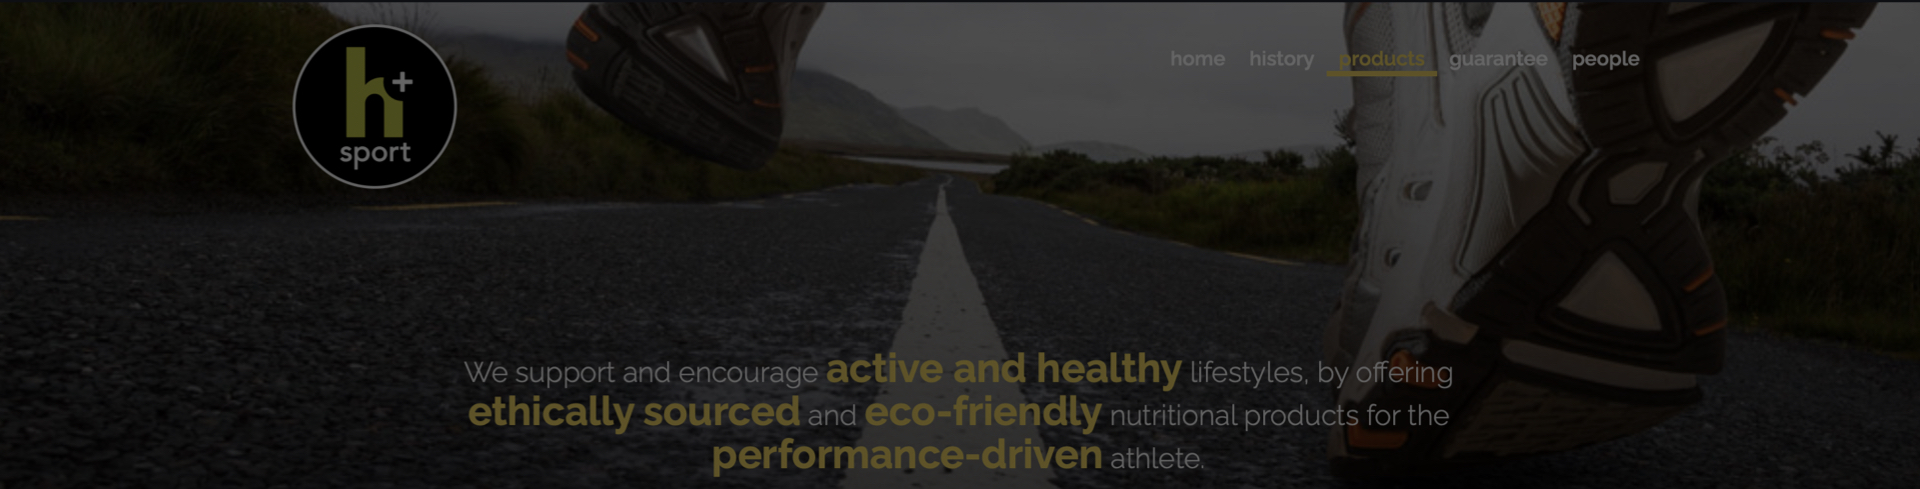 h+
sport
home history products guarantee people
We support and encourage active and healthy lifestyles, by offering
ethically sourced and eco-friendly nutritional products for the
performance-driven athlete.